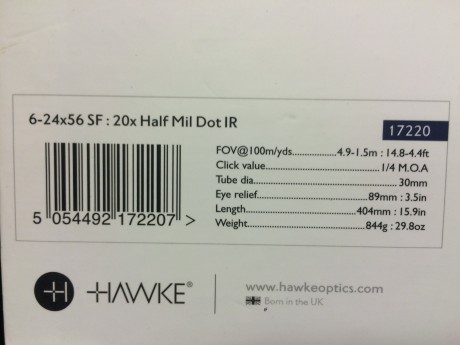 6-24x56 SF : 20x Half Mil Dot IR
17220
FOV@100m/yds..................4.9-1.5m : 14.8-4.4ft
Click value.............................................1/4 M.O.A
Tube dia......................................................30mm
Eye relief.........................................89mm : 3.5in
Length.........................................404mm : 15.9in
Weight............................................844g : 29.8oz
5 054492 172207 >
H HAWKE®
www.hawkeoptics.com
Born in the UK